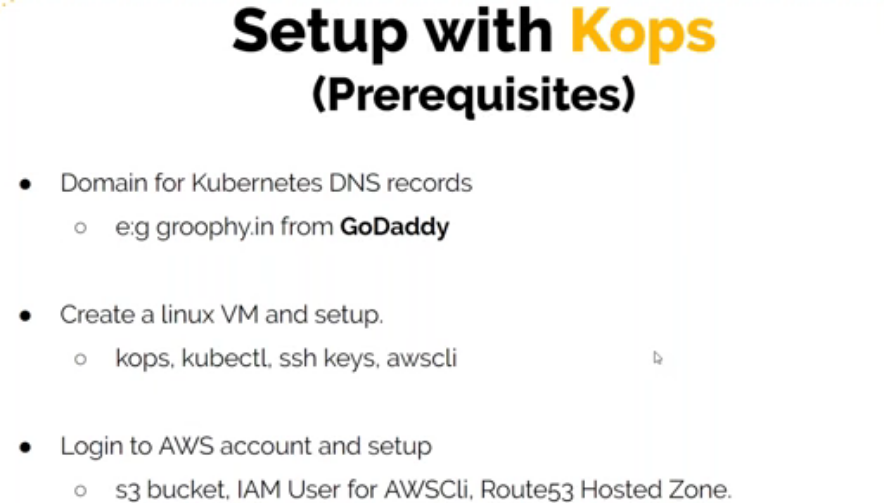 Setup with Kops
(Prerequisites)
● Domain for Kubernetes DNS records
○ e:g groophy.in from GoDaddy
● Create a linux VM and setup.
○ kops, kubectl, ssh keys, awscli
● Login to AWS account and setup
○ s3 bucket, IAM User for AWSCli, Route53 Hosted Zone.